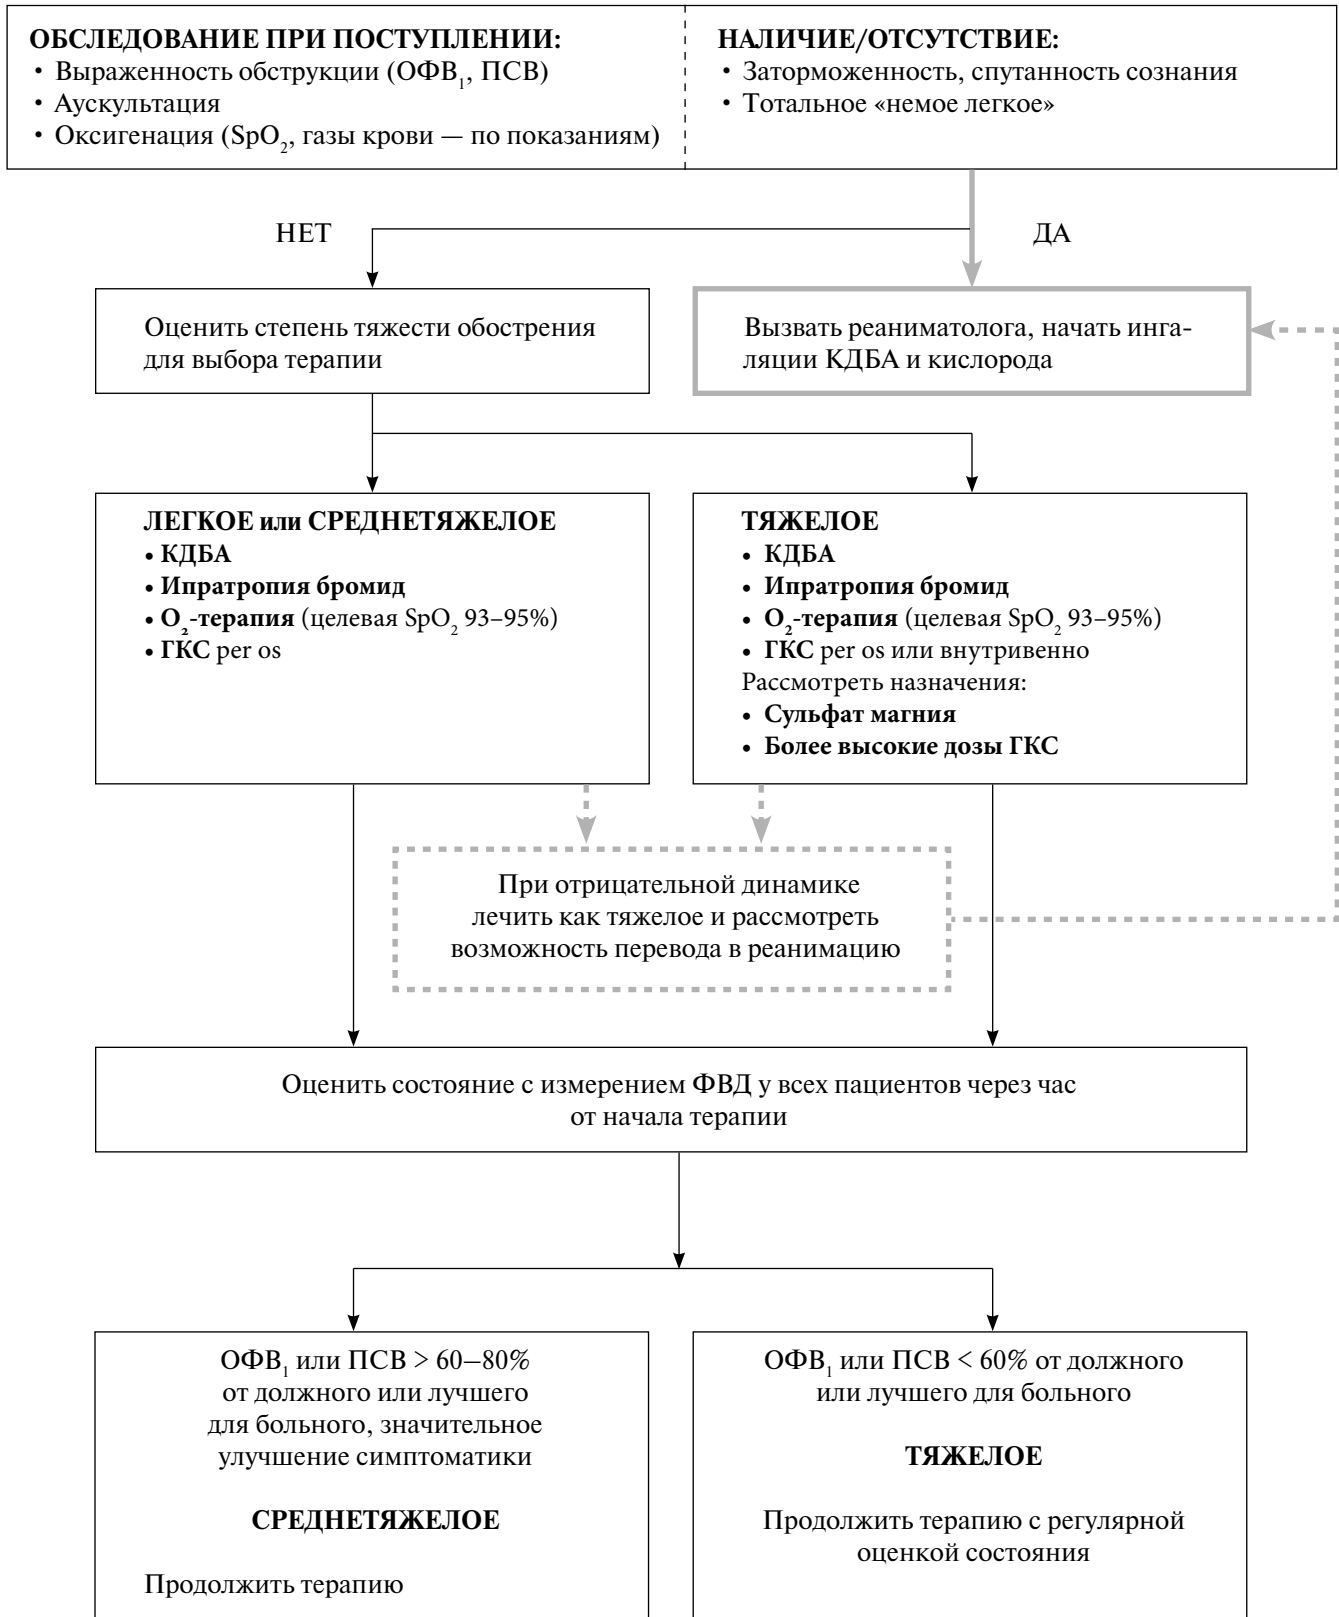 ОБСЛЕДОВАНИЕ ПРИ ПОСТУПЛЕНИИ:
• Выраженность обструкции (ОФВ₁, ПСВ)
• Аускультация
• Оксигенация (SpO₂, газы крови — по показаниям)
НАЛИЧИЕ/ОТСУТСТВИЕ:
• Заторможенность, спутанность сознания
• Тотальное «немое легкое»
НЕТ
ДА
Оценить степень тяжести обострения
для выбора терапии
Вызвать реаниматолога, начать инга-
ляции КДБА и кислорода
ЛЕГКОЕ или СРЕДНЕТЯЖЕЛОЕ
• КДБА
• Ипратропия бромид
• O₂-терапия (целевая SpO₂ 93–95%)
• ГКС per os
ТЯЖЕЛОЕ
• КДБА
• Ипратропия бромид
• O₂-терапия (целевая SpO₂ 93–95%)
• ГКС per os или внутривенно
Рассмотреть назначения:
• Сульфат магния
• Более высокие дозы ГКС
При отрицательной динамике
лечить как тяжелое и рассмотреть
возможность перевода в реанимацию
Оценить состояние с измерением ФВД у всех пациентов через час
от начала терапии
ОФВ₁ или ПСВ > 60–80%
от должного или лучшего
для больного, значительное
улучшение симптоматики
СРЕДНЕТЯЖЕЛОЕ
Продолжить терапию
ОФВ₁ или ПСВ < 60% от должного
или лучшего для больного
ТЯЖЕЛОЕ
Продолжить терапию с регулярной
оценкой состояния